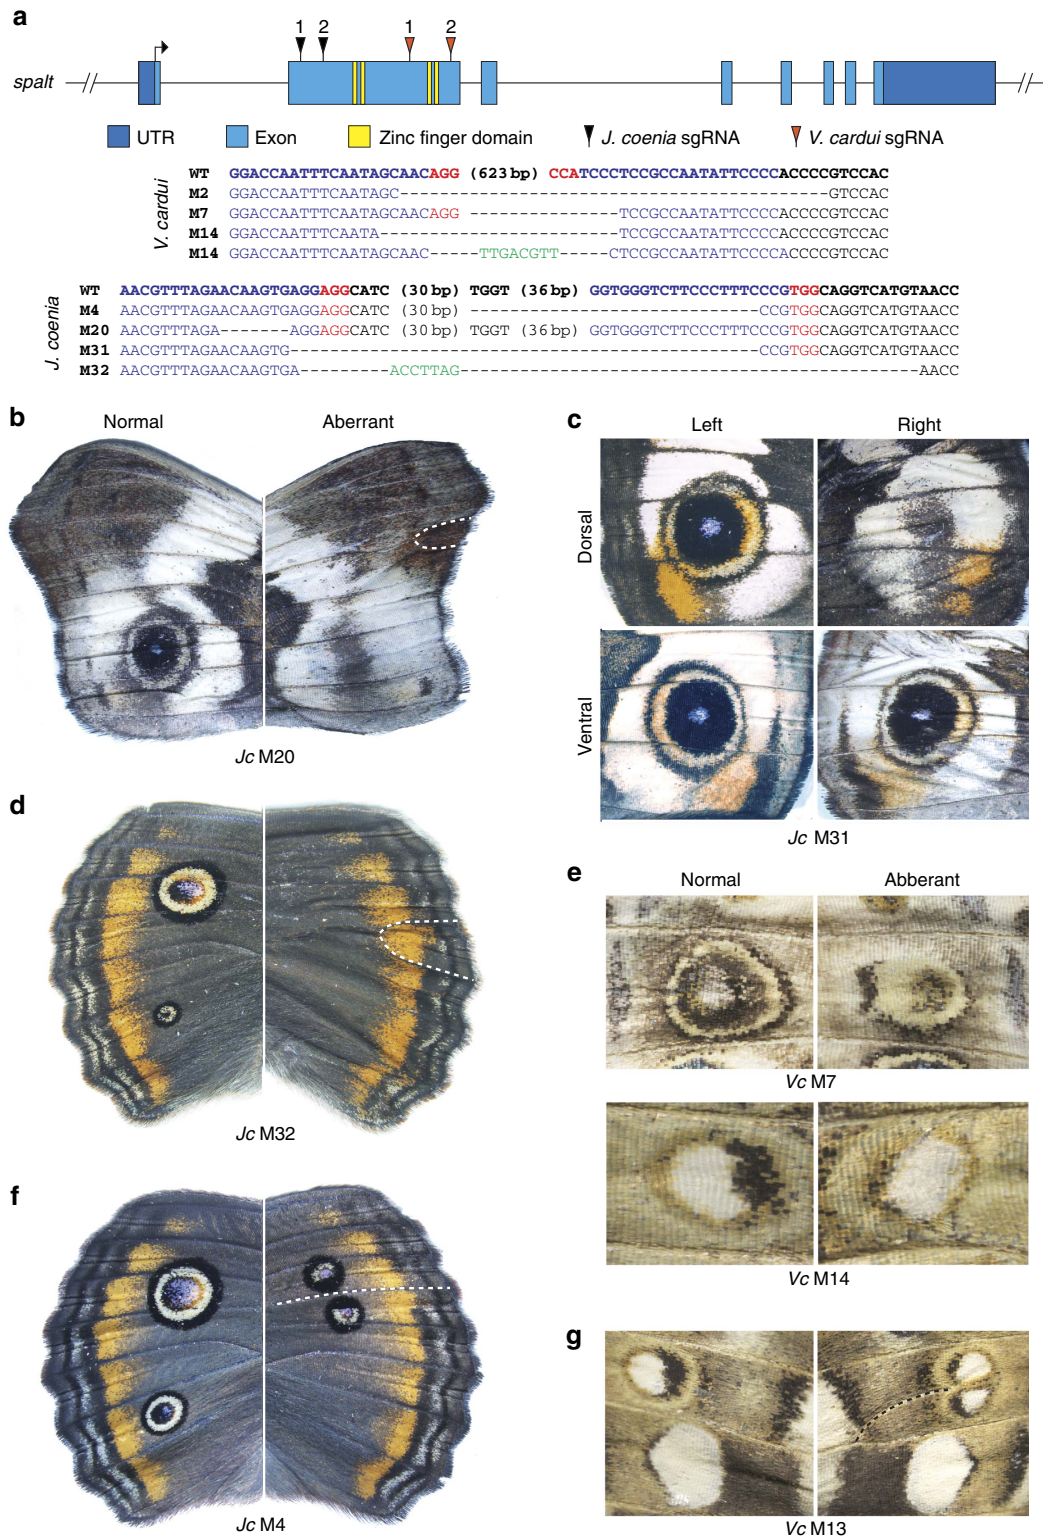 a
1 2 1 2
spalt
UTR Exon Zinc finger domain J. coenia sgRNA V. cardui sgRNA
V. cardui
WT GGACCAATTTCAATAGCAACAGG (623 bp) CCATCCCTCCGCCAATATTCCCCACCCCGTCCAC
M2 GGACCAATTTCAATAGC-------------------------------------------GTCCAC
M7 GGACCAATTTCAATAGCAACAGG ---------------TCCGCCAATATTCCCCACCCCGTCCAC
M14 GGACCAATTTCAATA------------------------TCCGCCAATATTCCCCACCCCGTCCAC
M14 GGACCAATTTCAATAGCAAC-----TTGACGTT-----CTCCGCCAATATTCCCCACCCCGTCCAC
J. coenia
WT AACGTTTAGAACAAGTGAGGAGGCATC (30 bp) TGGT (36 bp) GGTGGGTCTTCCCTTTCCCGTGGCAGGTCATGTAACC
M4 AACGTTTAGAACAAGTGAGGAGGCATC (30 bp) -----------------------------CCGTGGCAGGTCATGTAACC
M20 AACGTTTAGA-------AGGAGGCATC (30 bp) TGGT (36 bp) GGTGGGTCTTCCCTTTCCCGTGGCAGGTCATGTAACC
M31 AACGTTTAGAACAAGTG-----------------------------------------------CCGTGGCAGGTCATGTAACC
M32 AACGTTTAGAACAAGTGA---------ACCTTAG----------------------------------------------AACC
b
Normal Aberrant
Jc M20
c
Left Right
Dorsal
Ventral
Jc M31
d
Jc M32
e
Normal Abberant
Vc M7
Vc M14
f
Jc M4
g
Vc M13